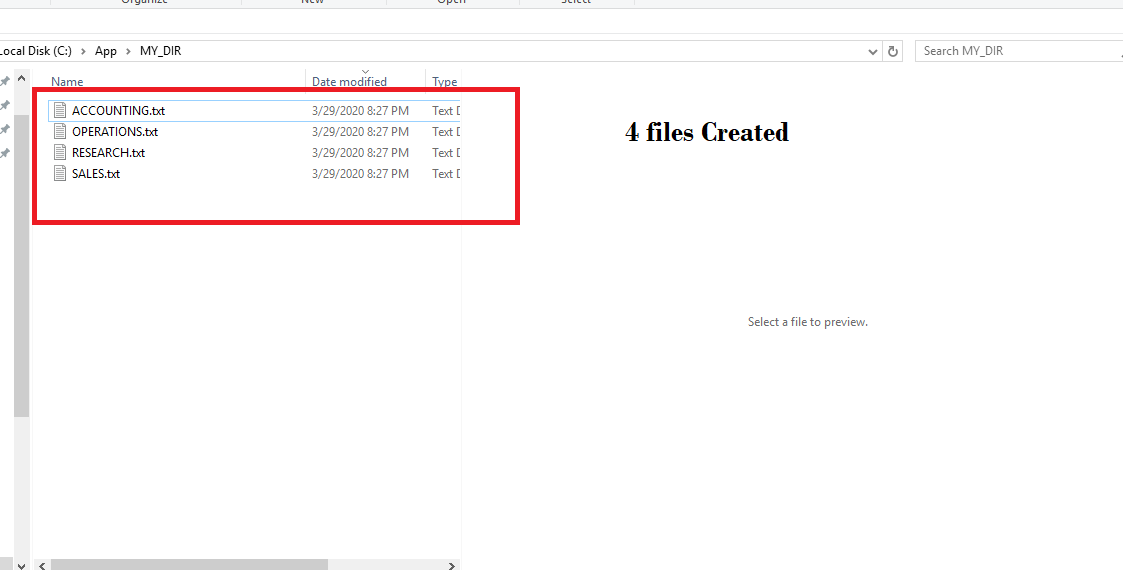 Organize New Open Select
Local Disk (C:) > App > MY_DIR
Search MY_DIR
Name Date modified Type
ACCOUNTING.txt 3/29/2020 8:27 PM Text D
OPERATIONS.txt 3/29/2020 8:27 PM Text D
RESEARCH.txt 3/29/2020 8:27 PM Text D
SALES.txt 3/29/2020 8:27 PM Text D
4 files Created
Select a file to preview.